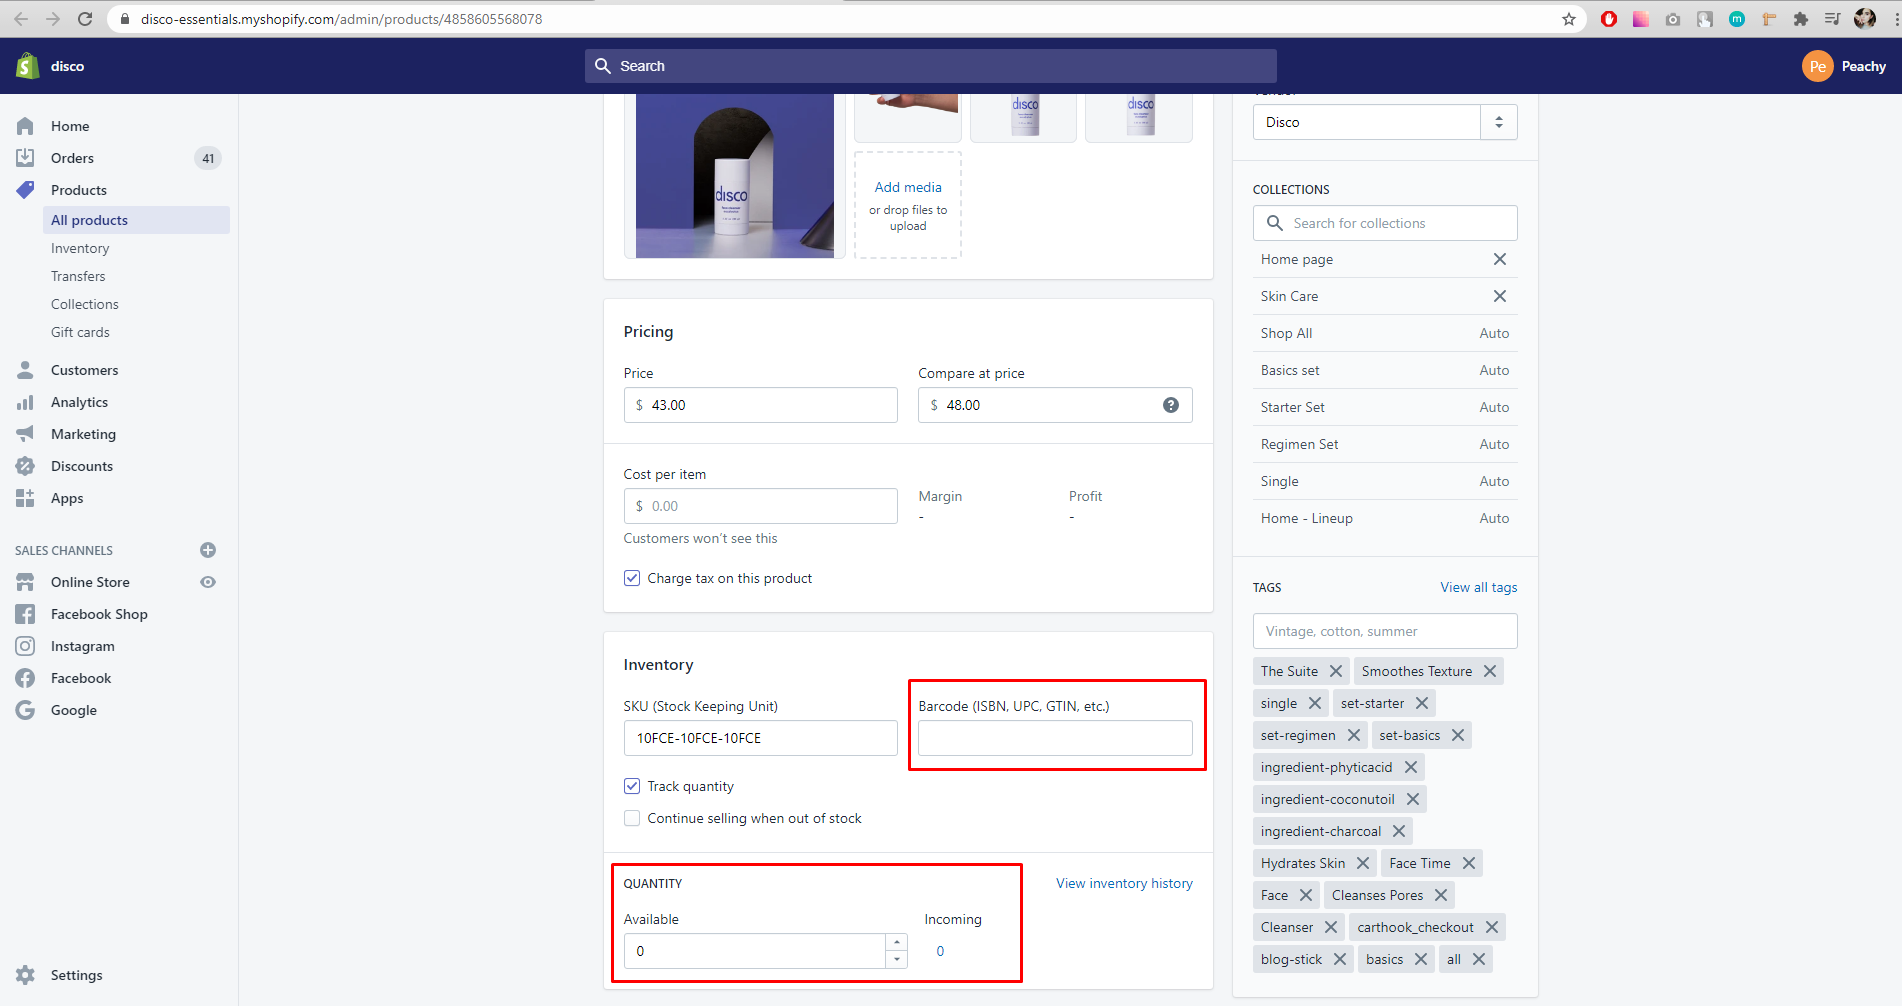 disco-essentials.myshopify.com/admin/products/4858605568078
disco
Search
Pe
Peachy
Home
Orders
41
Products
All products
Inventory
Transfers
Collections
Gift cards
Customers
Analytics
Marketing
Discounts
Apps
SALES CHANNELS
Online Store
Facebook Shop
Instagram
Facebook
Google
Settings
disco
disco
disco
Add media
or drop files to
upload
Pricing
Price
Compare at price
$ 43.00
$ 48.00
Cost per item
$ 0.00
Margin
-
Profit
-
Customers won't see this
Charge tax on this product
Inventory
SKU (Stock Keeping Unit)
Barcode (ISBN, UPC, GTIN, etc.)
10FCE-10FCE-10FCE
Track quantity
Continue selling when out of stock
QUANTITY
View inventory history
Available
Incoming
0
0
Disco
COLLECTIONS
Search for collections
Home page
Skin Care
Shop All Auto
Basics set Auto
Starter Set Auto
Regimen Set Auto
Single Auto
Home - Lineup Auto
TAGS
View all tags
Vintage, cotton, summer
The Suite Smoothes Texture
single set-starter
set-regimen set-basics
ingredient-phyticacid
ingredient-coconutoil
ingredient-charcoal
Hydrates Skin Face Time
Face Cleanses Pores
Cleanser carthook_checkout
blog-stick basics all